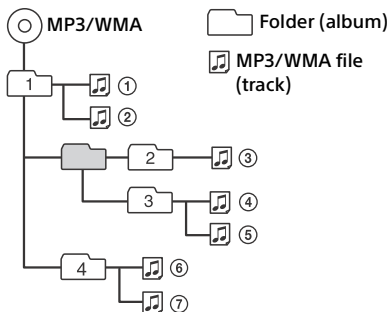 MP3/WMA
Folder (album)
MP3/WMA file
(track)
1
①
②
2
③
3
④
⑤
4
⑥
⑦